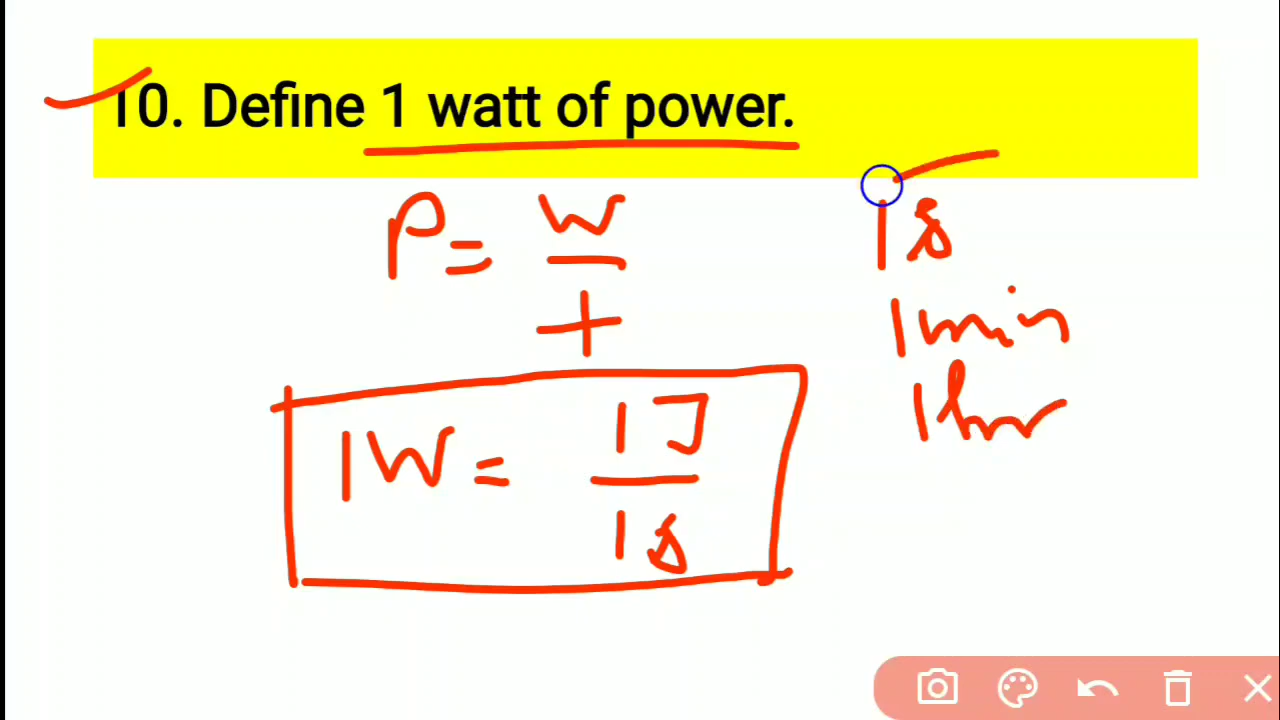 10. Define 1 watt of power.
P = W
t
1W = 1J
1s
1s
1min
1hr